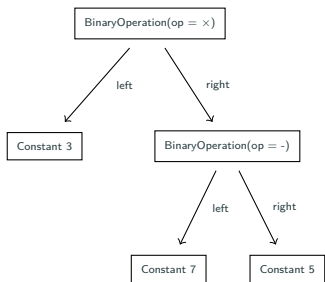 BinaryOperation(op = ×)
left
right
Constant 3
BinaryOperation(op = -)
left
right
Constant 7
Constant 5